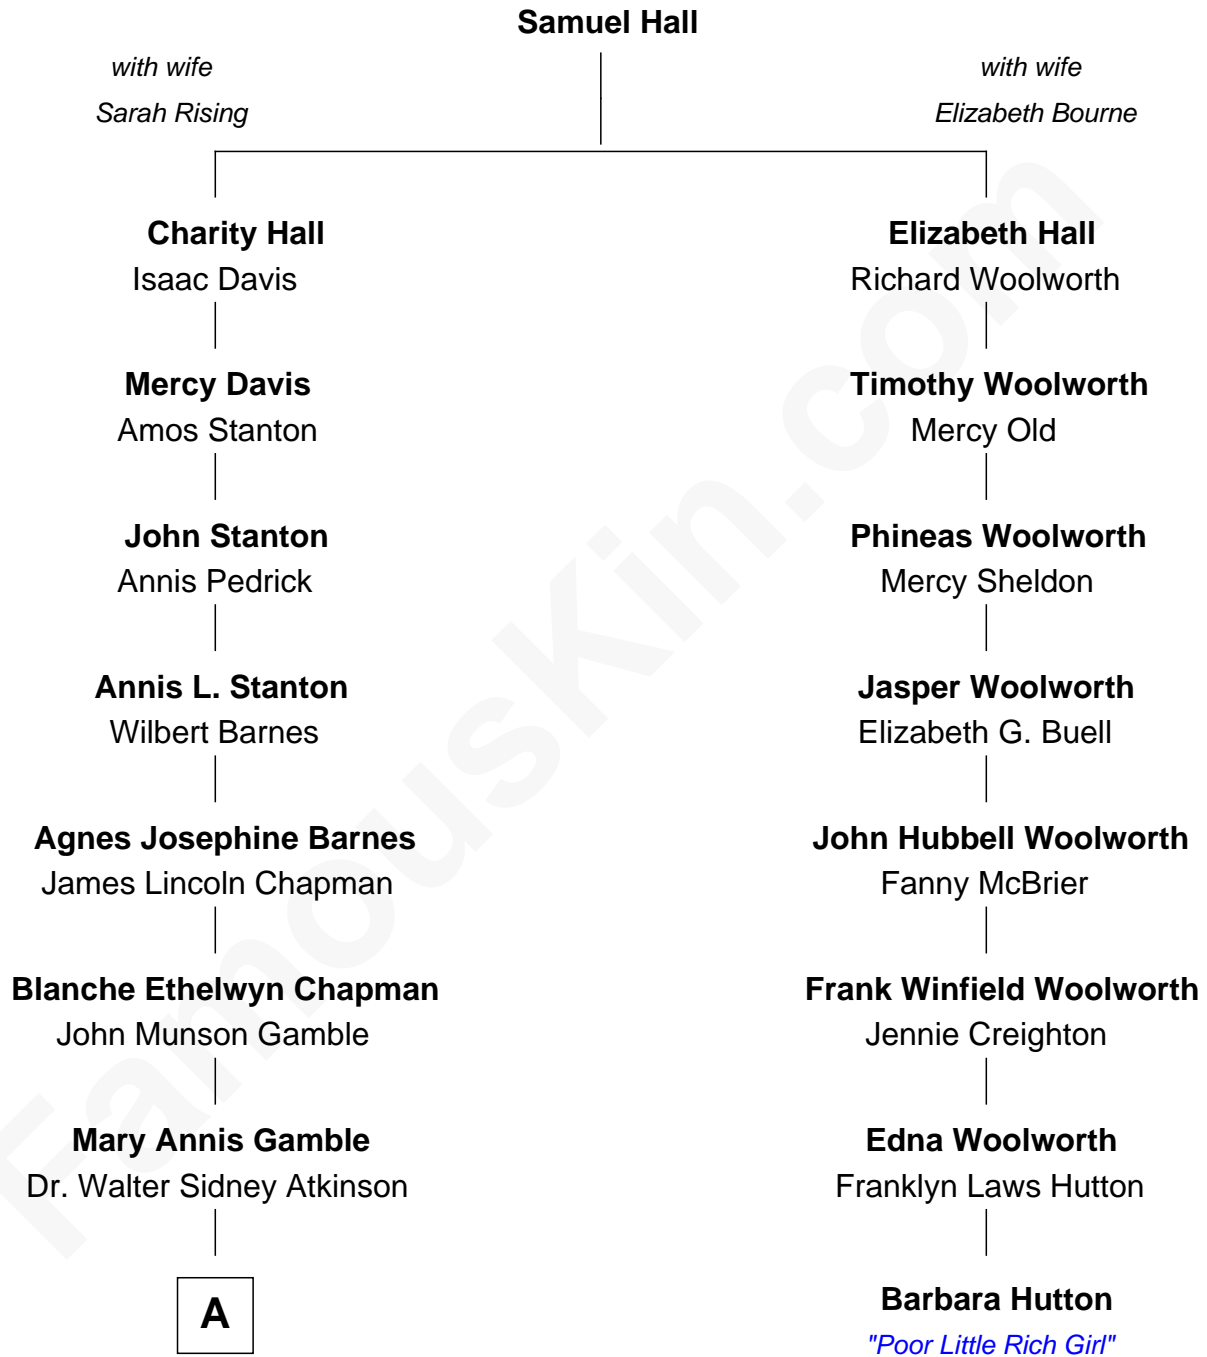 Samuel Hall
with wife
Sarah Rising
with wife
Elizabeth Bourne
Charity Hall
Isaac Davis
Elizabeth Hall
Richard Woolworth
Mercy Davis
Amos Stanton
Timothy Woolworth
Mercy Old
John Stanton
Annis Pedrick
Phineas Woolworth
Mercy Sheldon
Annis L. Stanton
Wilbert Barnes
Jasper Woolworth
Elizabeth G. Buell
Agnes Josephine Barnes
James Lincoln Chapman
John Hubbell Woolworth
Fanny McBrier
Blanche Ethelwyn Chapman
John Munson Gamble
Frank Winfield Woolworth
Jennie Creighton
Mary Annis Gamble
Dr. Walter Sidney Atkinson
Edna Woolworth
Franklyn Laws Hutton
A
Barbara Hutton
"Poor Little Rich Girl"
FamousKin.com